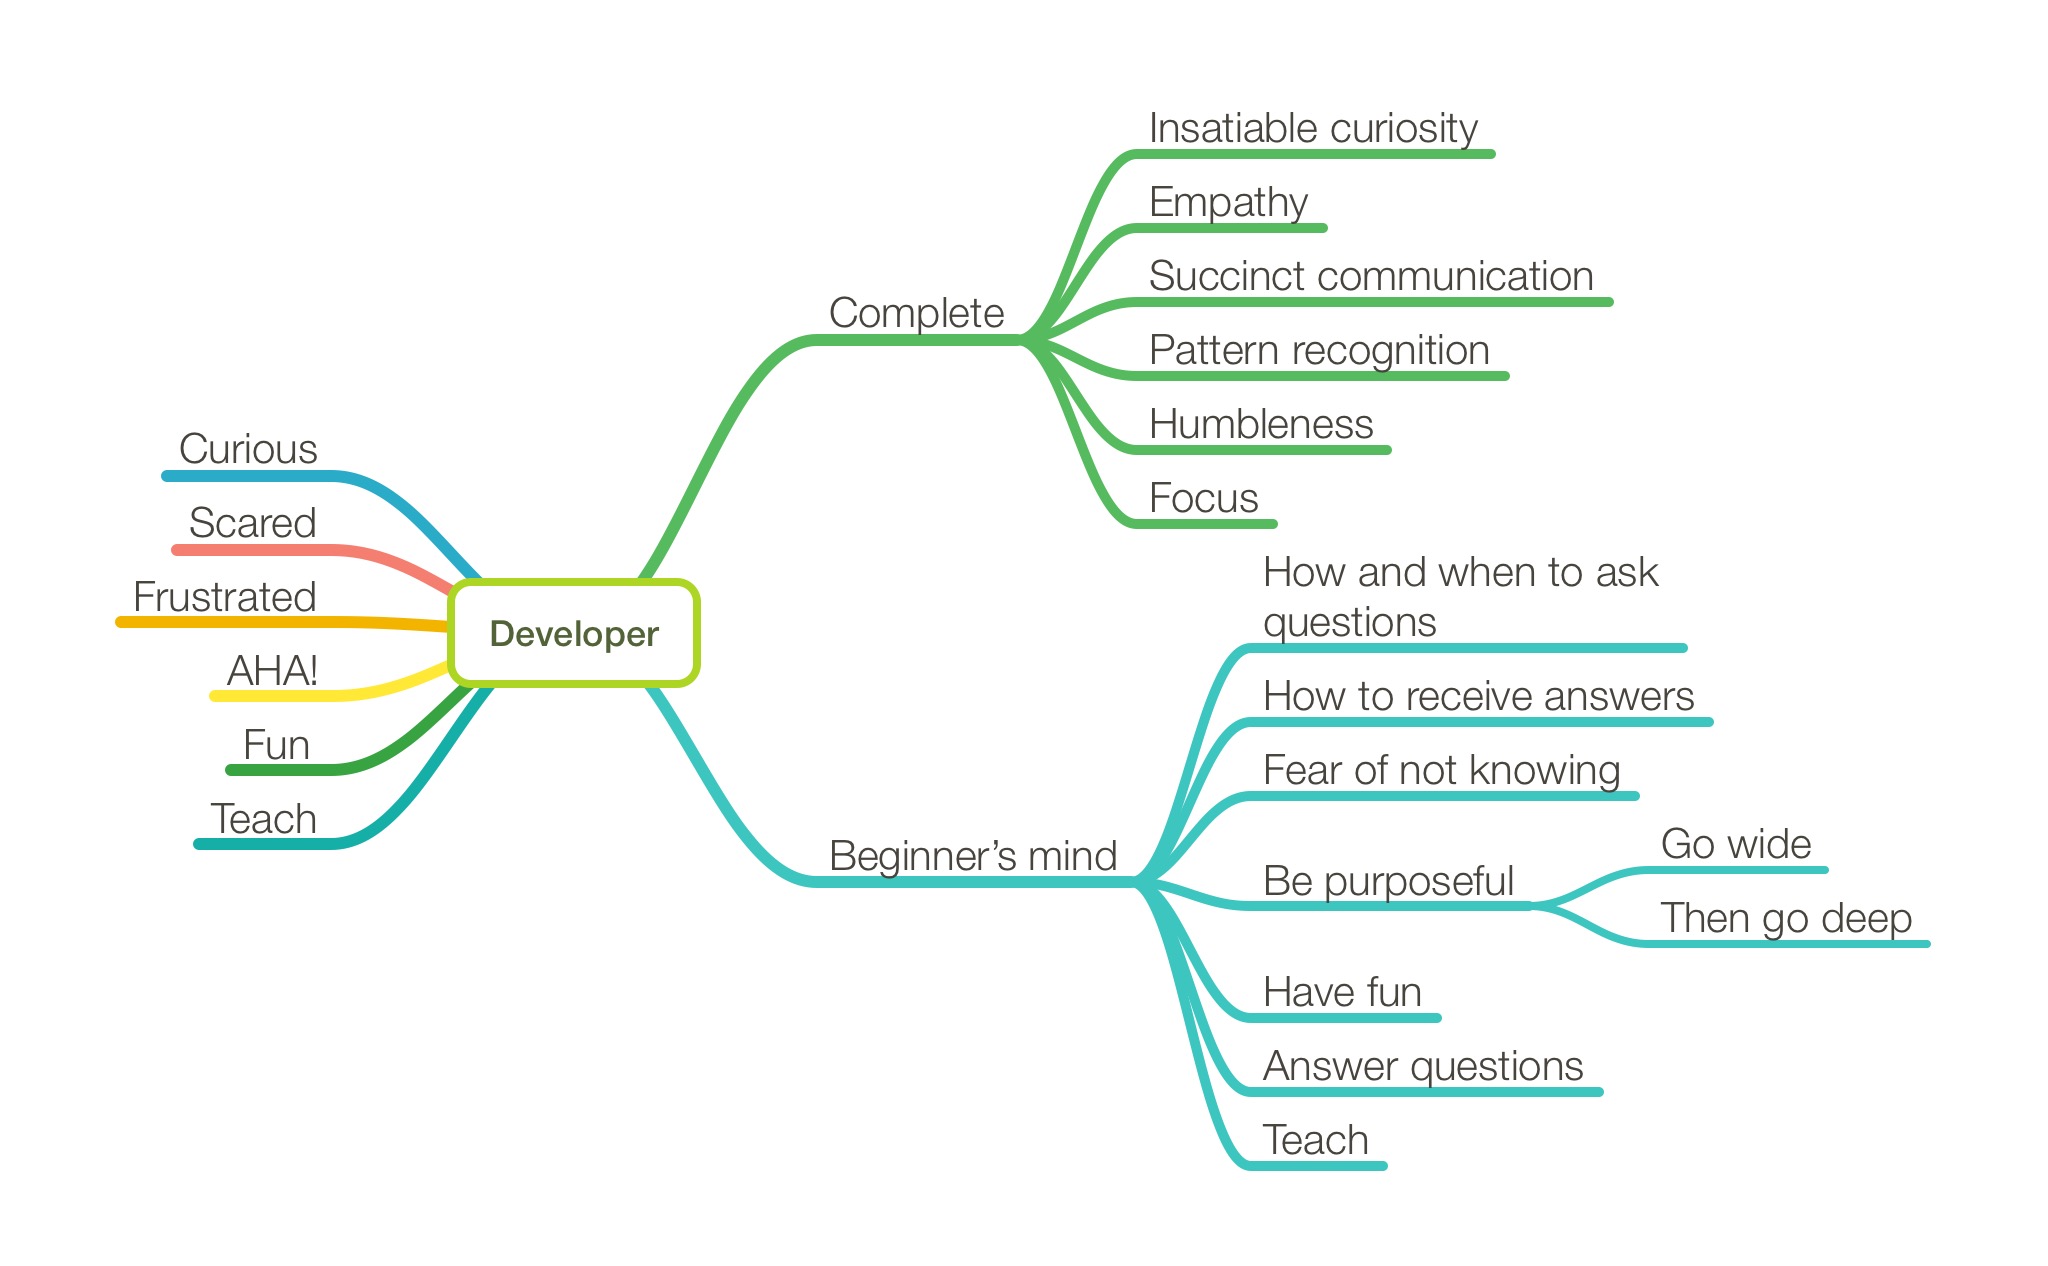 Developer
Curious
Scared
Frustrated
AHA!
Fun
Teach
Complete
Insatiable curiosity
Empathy
Succinct communication
Pattern recognition
Humbleness
Focus
Beginner’s mind
How and when to ask
questions
How to receive answers
Fear of not knowing
Be purposeful
Go wide
Then go deep
Have fun
Answer questions
Teach